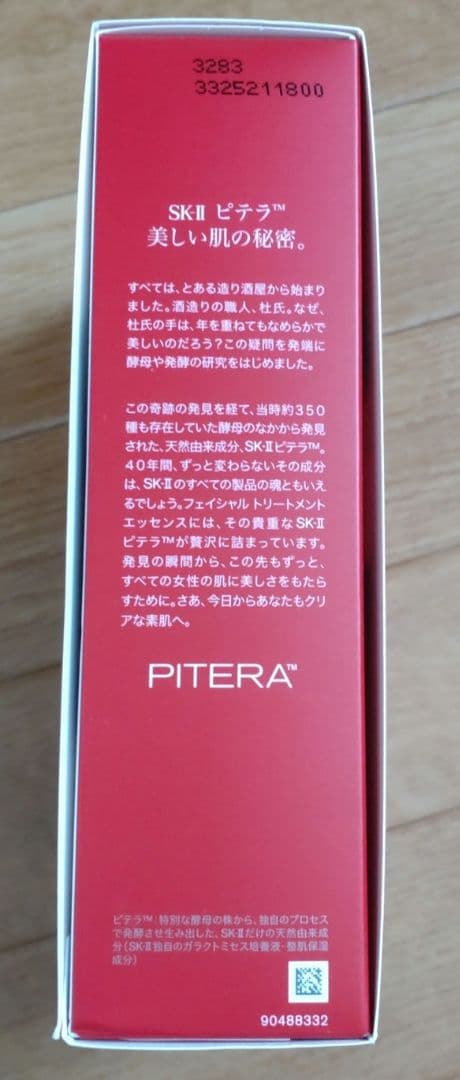 3283
3325211800
SK-II ピテラ™
美しい肌の秘密。
すべては、とある造り酒屋から始まり
ました。酒造りの職人、杜氏。なぜ、
杜氏の手は、年を重ねてもなめらかで
美しいのだろう?この疑問を発端に
酵母や発酵の研究をはじめました。
この奇跡の発見を経て、当時約350
種も存在していた酵母のなかから発見
された、天然由来成分、SK-IIピテラ™。
40年間、ずっと変わらないその成分
は、SK-IIのすべての製品の魂ともいえ
るでしょう。フェイシャル トリートメント
エッセンスには、その貴重なSK-II
ピテラ™が贅沢に詰まっています。
発見の瞬間から、この先もずっと、
すべての女性の肌に美しさをもたら
すために。さあ、今日からあなたもクリ
アな素肌へ。
PITERA™
ピテラ™:特別な酵母の株から、独自のプロセス
で発酵させ生み出した、SK-IIだけの天然由来成
分(SK-II独自のガラクトミセス培養液-整肌保湿
成分)
90488332